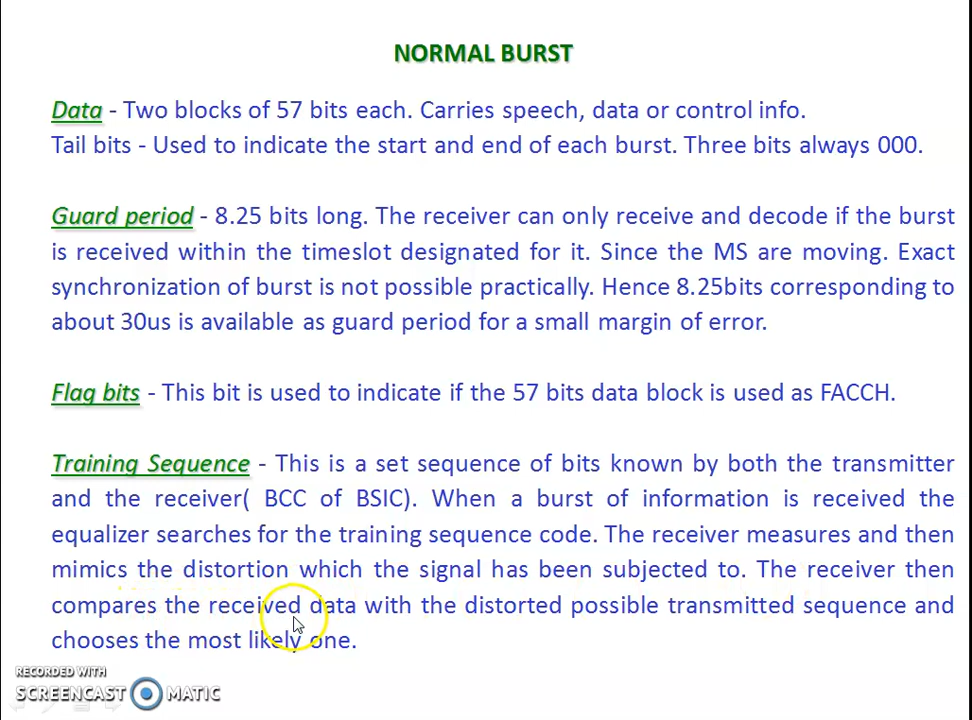 NORMAL BURST
Data - Two blocks of 57 bits each. Carries speech, data or control info.
Tail bits - Used to indicate the start and end of each burst. Three bits always 000.
Guard period - 8.25 bits long. The receiver can only receive and decode if the burst
is received within the timeslot designated for it. Since the MS are moving. Exact
synchronization of burst is not possible practically. Hence 8.25bits corresponding to
about 30us is available as guard period for a small margin of error.
Flag bits - This bit is used to indicate if the 57 bits data block is used as FACCH.
Training Sequence - This is a set sequence of bits known by both the transmitter
and the receiver( BCC of BSIC). When a burst of information is received the
equalizer searches for the training sequence code. The receiver measures and then
mimics the distortion which the signal has been subjected to. The receiver then
compares the received data with the distorted possible transmitted sequence and
chooses the most likely one.
RECORDED WITH
SCREENCAST MATIC